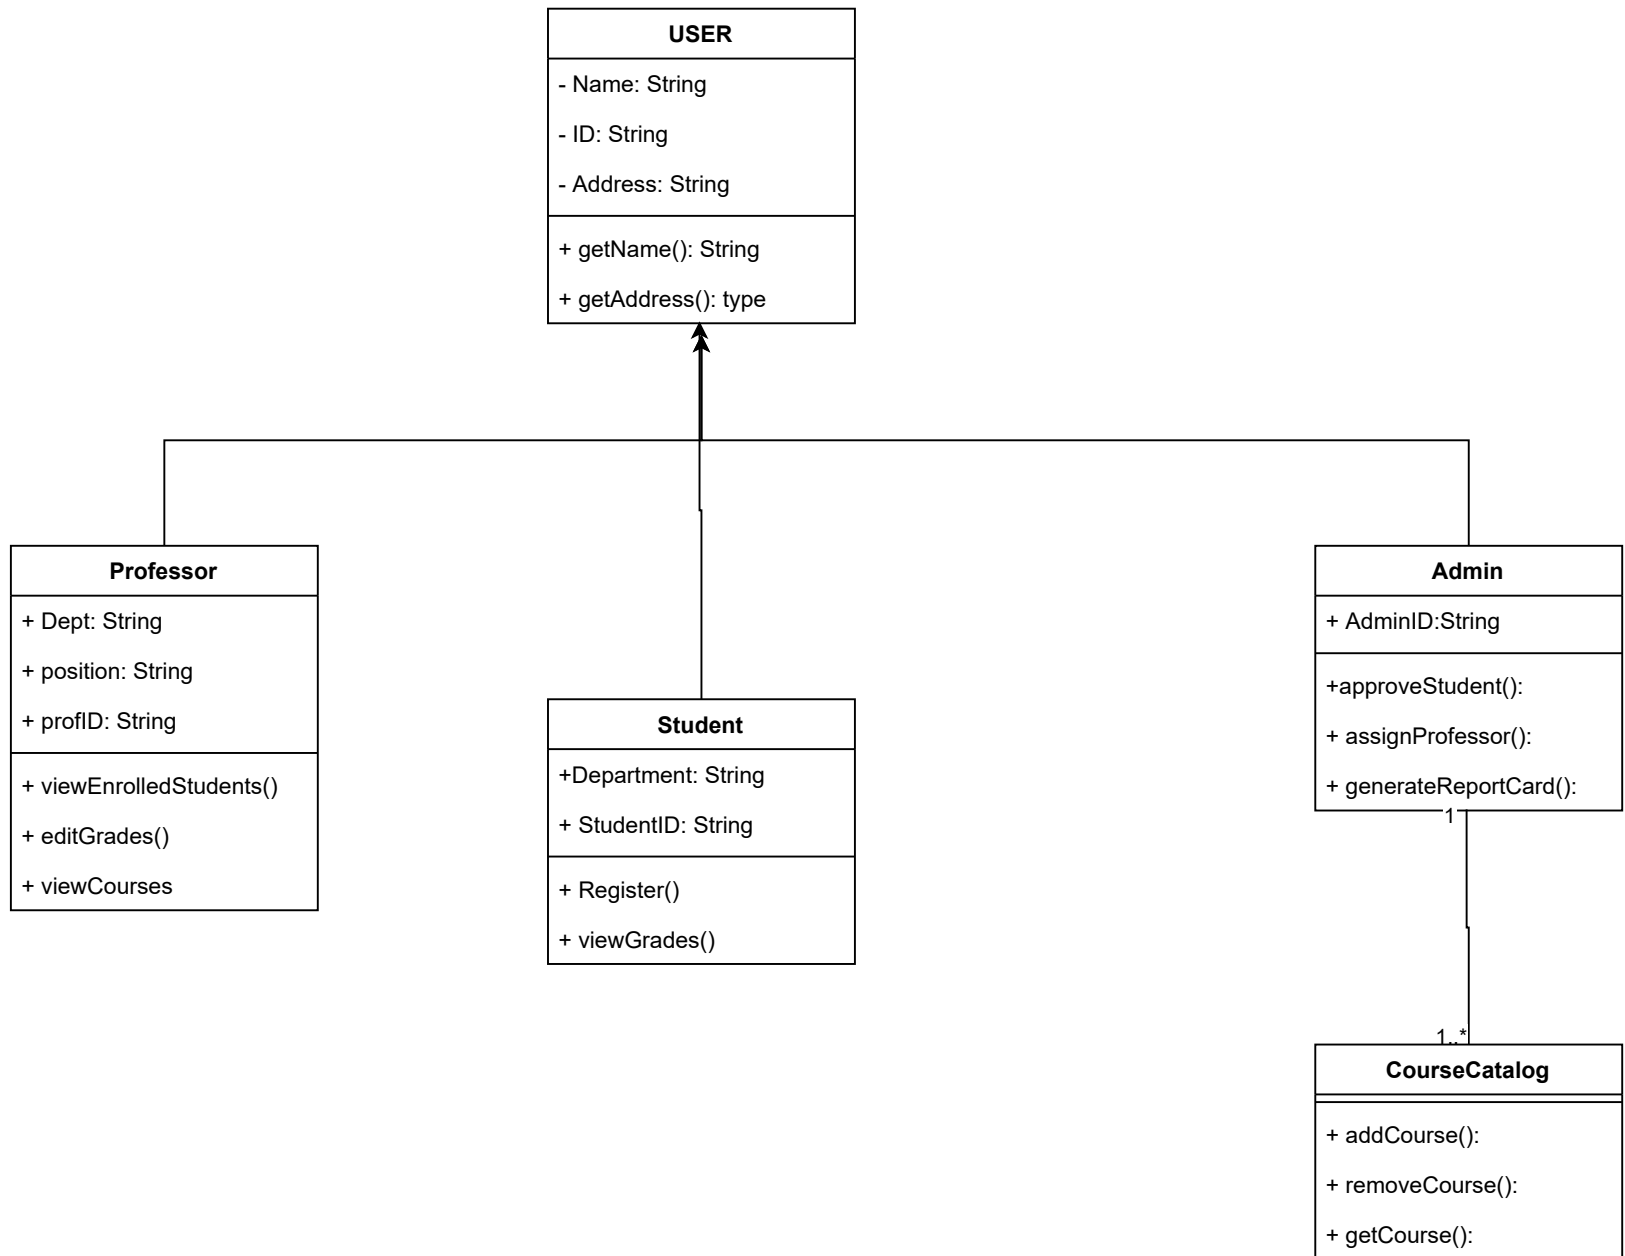 USER
- Name: String
- ID: String
- Address: String
+ getName(): String
+ getAddress(): type
Professor
+ Dept: String
+ position: String
+ profID: String
+ viewEnrolledStudents()
+ editGrades()
+ viewCourses
Student
+Department: String
+ StudentID: String
+ Register()
+ viewGrades()
Admin
+ AdminID:String
+approveStudent():
+ assignProfessor():
+ generateReportCard():
1
1..*
CourseCatalog
+ addCourse():
+ removeCourse():
+ getCourse():